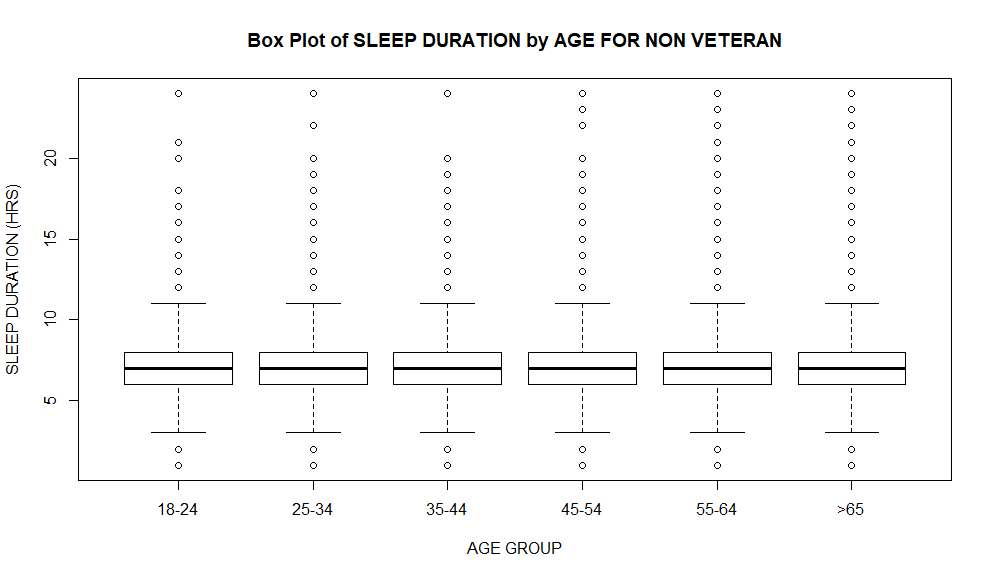 Box Plot of SLEEP DURATION by AGE FOR NON VETERAN
SLEEP DURATION (HRS)
20
15
10
5
18-24 25-34 35-44 45-54 55-64 >65
AGE GROUP